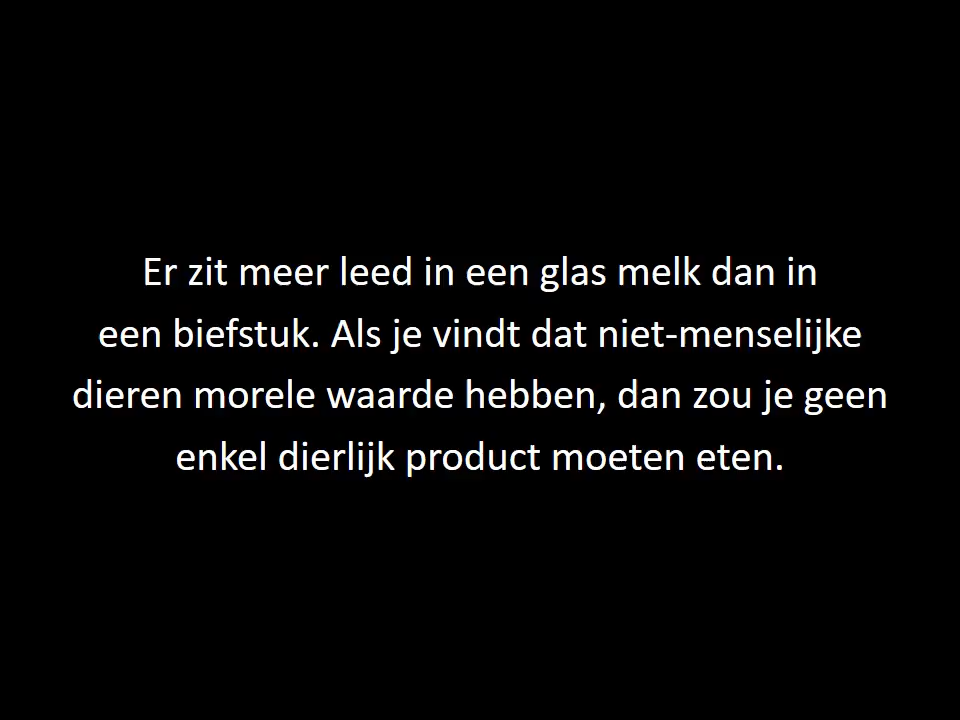 Er zit meer leed in een glas melk dan in
een biefstuk. Als je vindt dat niet-menselijke
dieren morele waarde hebben, dan zou je geen
enkel dierlijk product moeten eten.